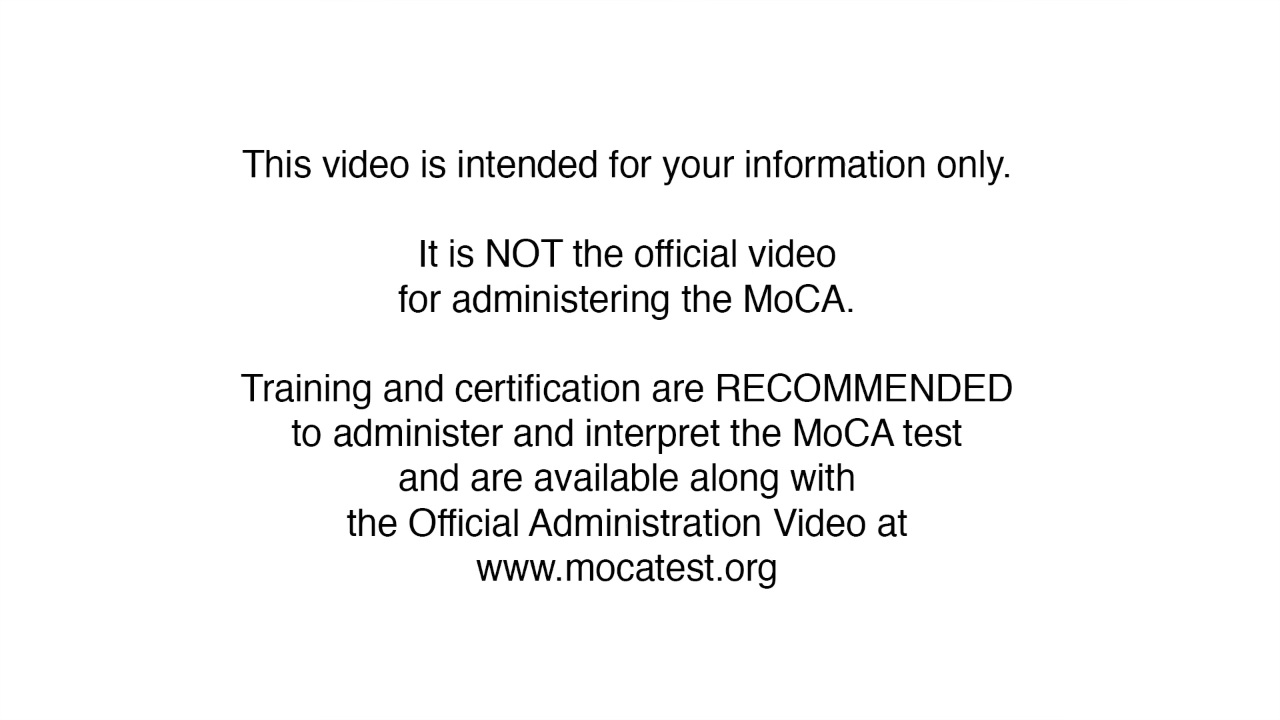 This video is intended for your information only.
It is NOT the official video
for administering the MoCA.
Training and certification are RECOMMENDED
to administer and interpret the MoCA test
and are available along with
the Official Administration Video at
www.mocatest.org